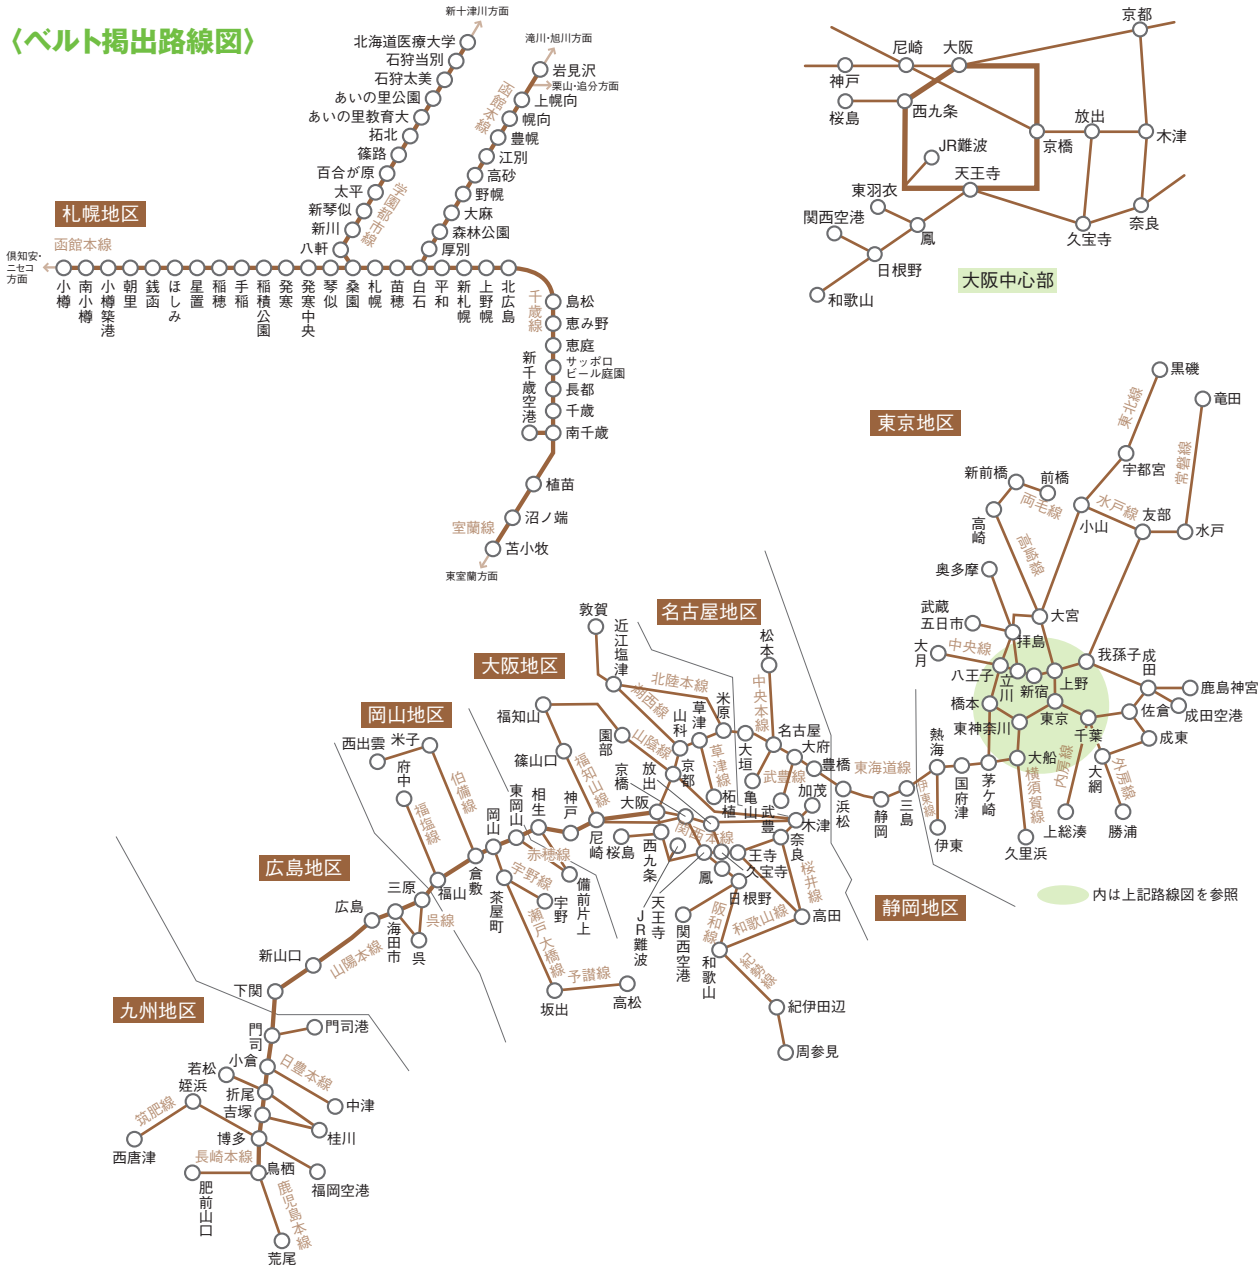 〈ベルト掲出路線図〉
新十津川方面
北海道医療大学
石狩当別
石狩太美
あいの里公園
あいの里教育大
拓北
篠路
百合が原
太平
新琴似
新川
八軒
学園都市線
滝川・旭川方面
岩見沢
栗山・追分方面
上幌向
幌向
豊幌
江別
高砂
野幌
大麻
森林公園
厚別
函館本線
札幌地区
函館本線
倶知安・
ニセコ
方面
小樽
南小樽
小樽築港
朝里
銭函
ほしみ
星置
稲穂
手稲
稲積公園
発寒
発寒中央
琴似
桑園
札幌
苗穂
白石
平和
新札幌
上野幌
北広島
千歳線
島松
恵み野
恵庭
サッポロ
ビール庭園
長都
千歳
南千歳
新千歳空港
植苗
沼ノ端
室蘭線
苫小牧
東室蘭方面
京都
尼崎
大阪
神戸
桜島
西九条
放出
京橋
木津
JR難波
天王寺
東羽衣
関西空港
鳳
久宝寺
奈良
日根野
和歌山
大阪中心部
東京地区
黒磯
東北線
竜田
宇都宮
常磐線
新前橋
前橋
両毛線
高崎
高崎線
小山
水戸線
友部
水戸
奥多摩
武蔵
五日市
大宮
拝島
大月
中央線
八王子
立川
新宿
上野
我孫子
成田
鹿島神宮
成田空港
佐倉
成東
橋本
東神奈川
東京
千葉
大船
横須賀線
内房線
大網
外房線
上総湊
勝浦
久里浜
熱海
国府津
茅ケ崎
伊東線
伊東
三島
静岡
浜松
東海道線
豊橋
静岡地区
内は上記路線図を参照
名古屋地区
松本
中央本線
名古屋
大府
武豊線
武豊
大垣
米原
亀山
加茂
木津
奈良
敦賀
近江塩津
北陸本線
湖西線
大阪地区
福知山
篠山口
福知山線
園部
山陰線
山科
草津
草津線
柘植
京都
放出
京橋
大阪
関西本線
尼崎
桜島
西九条
天王寺
JR難波
鳳
王寺
久宝寺
日根野
桜井線
高田
和歌山線
阪和線
関西空港
和歌山
紀勢線
紀伊田辺
周参見
岡山地区
西出雲
米子
伯備線
府中
福塩線
福山
倉敷
岡山
東岡山
相生
神戸
赤穂線
備前片上
宇野線
宇野
茶屋町
瀬戸大橋線
坂出
予讃線
高松
広島地区
三原
広島
海田市
呉線
呉
山陽本線
新山口
下関
九州地区
門司
門司港
小倉
若松
日豊本線
中津
折尾
姪浜
筑肥線
西唐津
吉塚
桂川
博多
福岡空港
長崎本線
鳥栖
肥前山口
鹿児島本線
荒尾